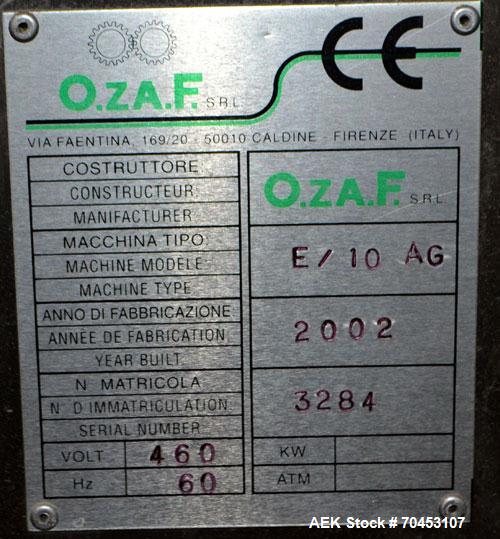 CE
O.ZA.F. S.R.L.
VIA FAENTINA, 169/20 - 50010 CALDINE - FIRENZE (ITALY)
COSTRUTTORE
CONSTRUCTEUR
MANIFACTURER
O.ZA.F. S.R.L.
MACCHINA TIPO
MACHINE MODELE
MACHINE TYPE
E/10 AG
ANNO DI FABBRICAZIONE
ANNÈE DE FABRICATION
YEAR BUILT
2002
N MATRICOLA
N D IMMATRICULATION
SERIAL NUMBER
3284
VOLT 460 KW
Hz 60 ATM
AEK Stock # 70453107